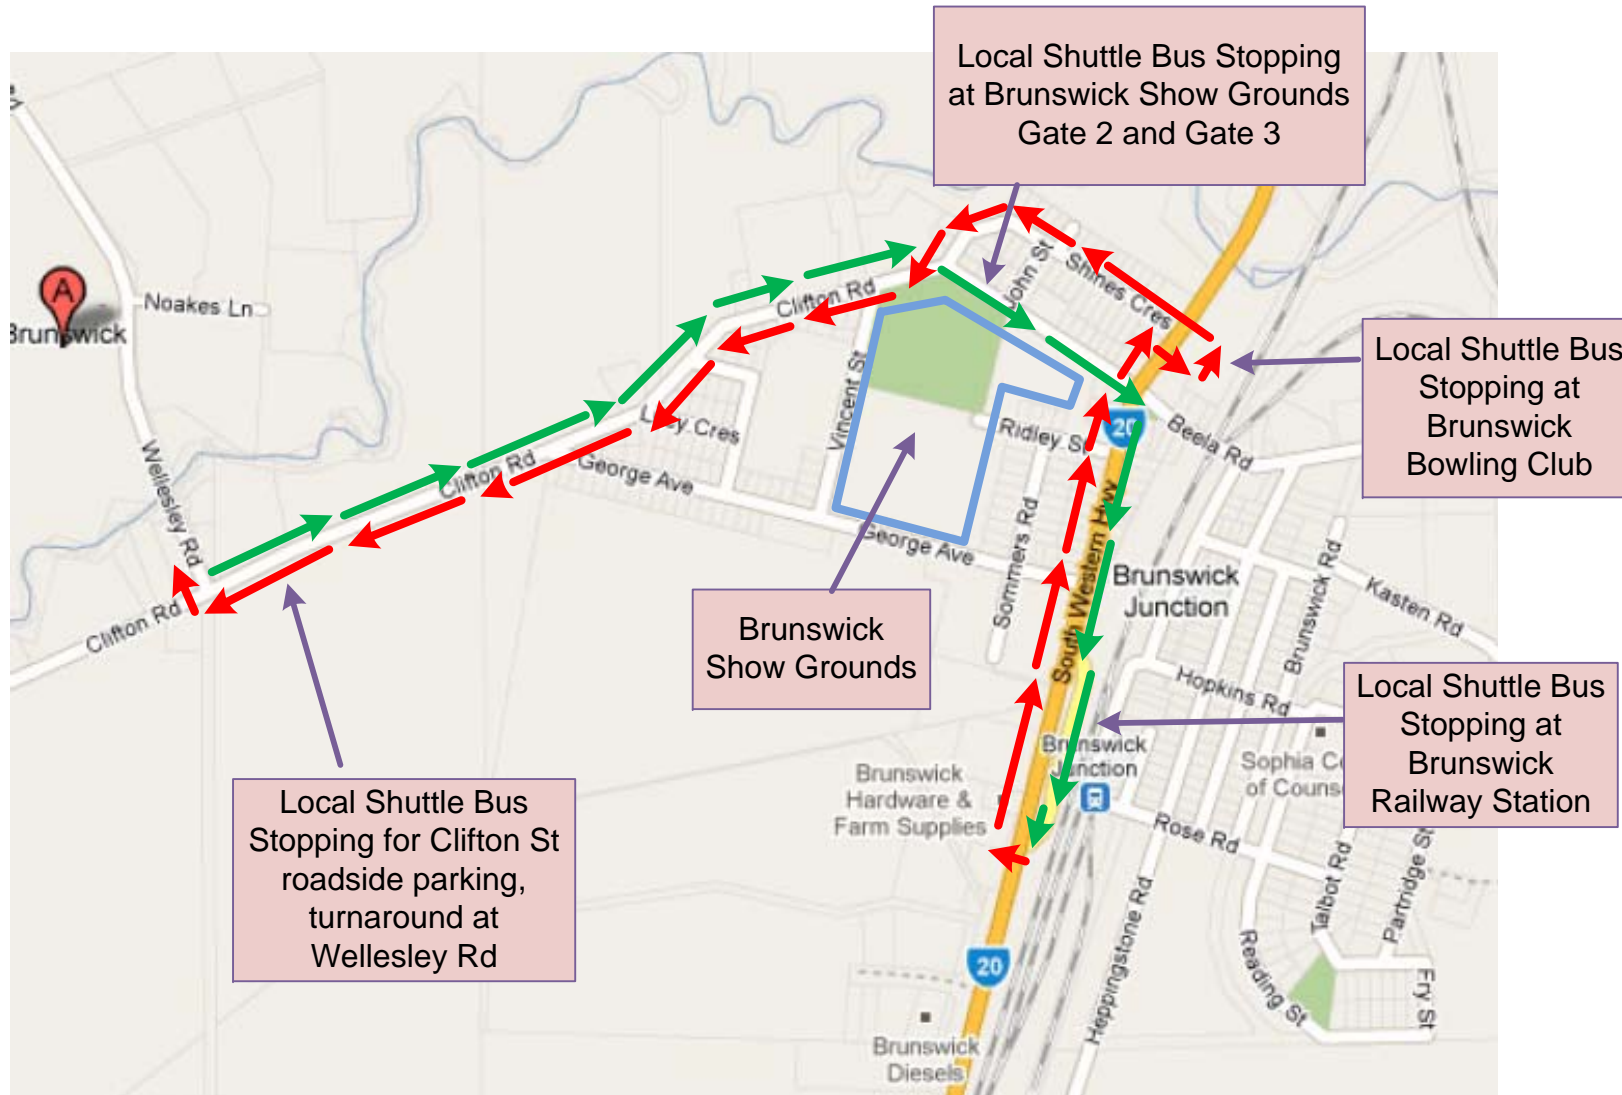 Local Shuttle Bus Stopping
at Brunswick Show Grounds
Gate 2 and Gate 3
John St
Shines Cres
A
Noakes Ln
Brunswick
Clifton Rd
Local Shuttle Bus
Stopping at
Brunswick
Bowling Club
Vincent St
Cres
Ridley St
20
Beela Rd
Wellesley Rd
Clifton Rd
George Ave
George Ave
Sommers Rd
South Western Hwy
Brunswick
Junction
Brunswick Rd
Kasten Rd
Clifton Rd
Brunswick
Show Grounds
Hopkins Rd
Local Shuttle Bus
Stopping at
Brunswick
Railway Station
Brunswick
Junction
Sophia
of
Brunswick
Hardware &
Farm Supplies
Rose Rd
Local Shuttle Bus
Stopping for Clifton St
roadside parking,
turnaround at
Wellesley Rd
Talbot Rd
Partridge St
Heppingstone Rd
Reading St
Fry St
20
Brunswick
Diesels